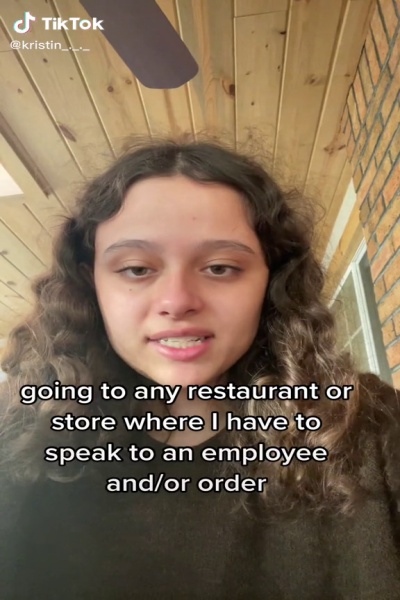 TikTok
@kristin_._._
going to any restaurant or
store where I have to
speak to an employee
and/or order